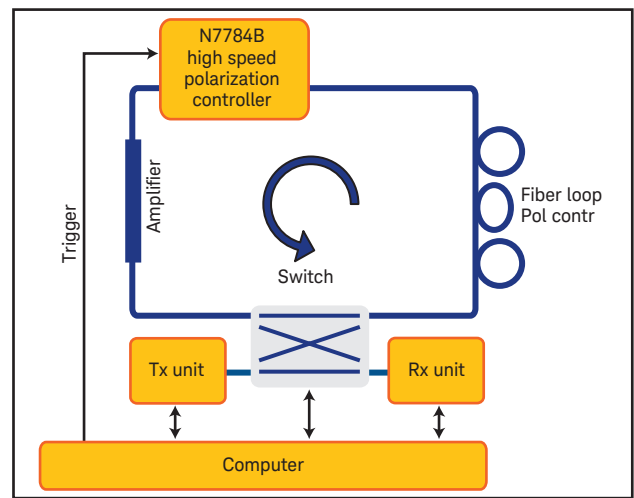 N7784B
high speed
polarization
controller
Trigger
Amplifier
Fiber loop
Pol contr
Switch
Tx unit
Rx unit
Computer